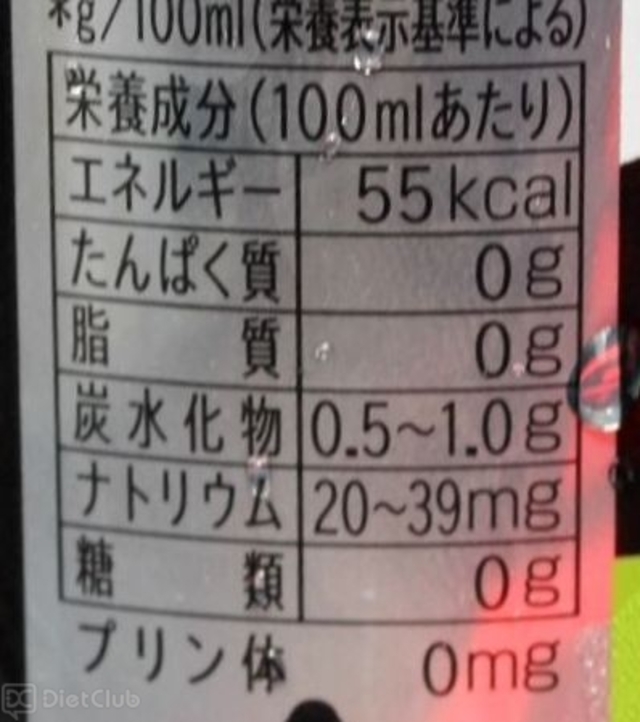 *g/100ml(栄養表示基準による)
栄養成分(100mlあたり)
エネルギー 55kcal
たんぱく質 0g
脂質 0g
炭水化物 0.5~1.0g
ナトリウム 20~39mg
糖類 0g
プリン体 0mg
DietClub